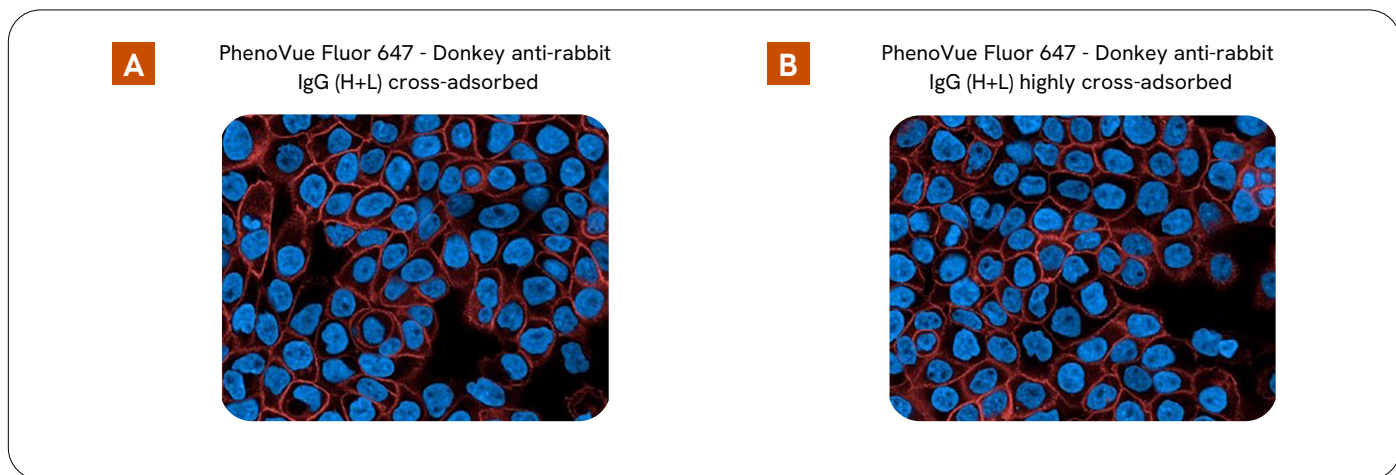 A
PhenoVue Fluor 647 - Donkey anti-rabbit
IgG (H+L) cross-adsorbed
B
PhenoVue Fluor 647 - Donkey anti-rabbit
IgG (H+L) highly cross-adsorbed